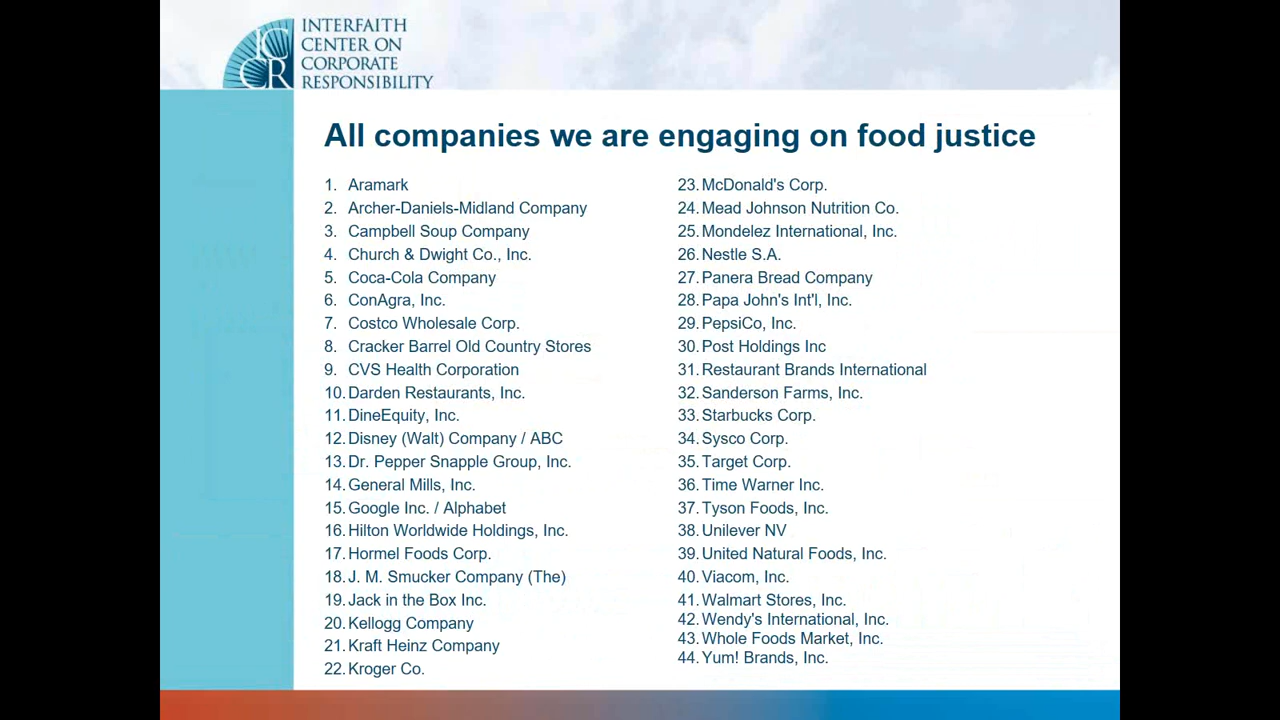 INTERFAITH
CENTER ON
CORPORATE
RESPONSIBILITY
ICCR
All companies we are engaging on food justice
1. Aramark
2. Archer-Daniels-Midland Company
3. Campbell Soup Company
4. Church & Dwight Co., Inc.
5. Coca-Cola Company
6. ConAgra, Inc.
7. Costco Wholesale Corp.
8. Cracker Barrel Old Country Stores
9. CVS Health Corporation
10. Darden Restaurants, Inc.
11. DineEquity, Inc.
12. Disney (Walt) Company / ABC
13. Dr. Pepper Snapple Group, Inc.
14. General Mills, Inc.
15. Google Inc. / Alphabet
16. Hilton Worldwide Holdings, Inc.
17. Hormel Foods Corp.
18. J. M. Smucker Company (The)
19. Jack in the Box Inc.
20. Kellogg Company
21. Kraft Heinz Company
22. Kroger Co.
23. McDonald's Corp.
24. Mead Johnson Nutrition Co.
25. Mondelez International, Inc.
26. Nestle S.A.
27. Panera Bread Company
28. Papa John's Int'l, Inc.
29. PepsiCo, Inc.
30. Post Holdings Inc
31. Restaurant Brands International
32. Sanderson Farms, Inc.
33. Starbucks Corp.
34. Sysco Corp.
35. Target Corp.
36. Time Warner Inc.
37. Tyson Foods, Inc.
38. Unilever NV
39. United Natural Foods, Inc.
40. Viacom, Inc.
41. Walmart Stores, Inc.
42. Wendy's International, Inc.
43. Whole Foods Market, Inc.
44. Yum! Brands, Inc.